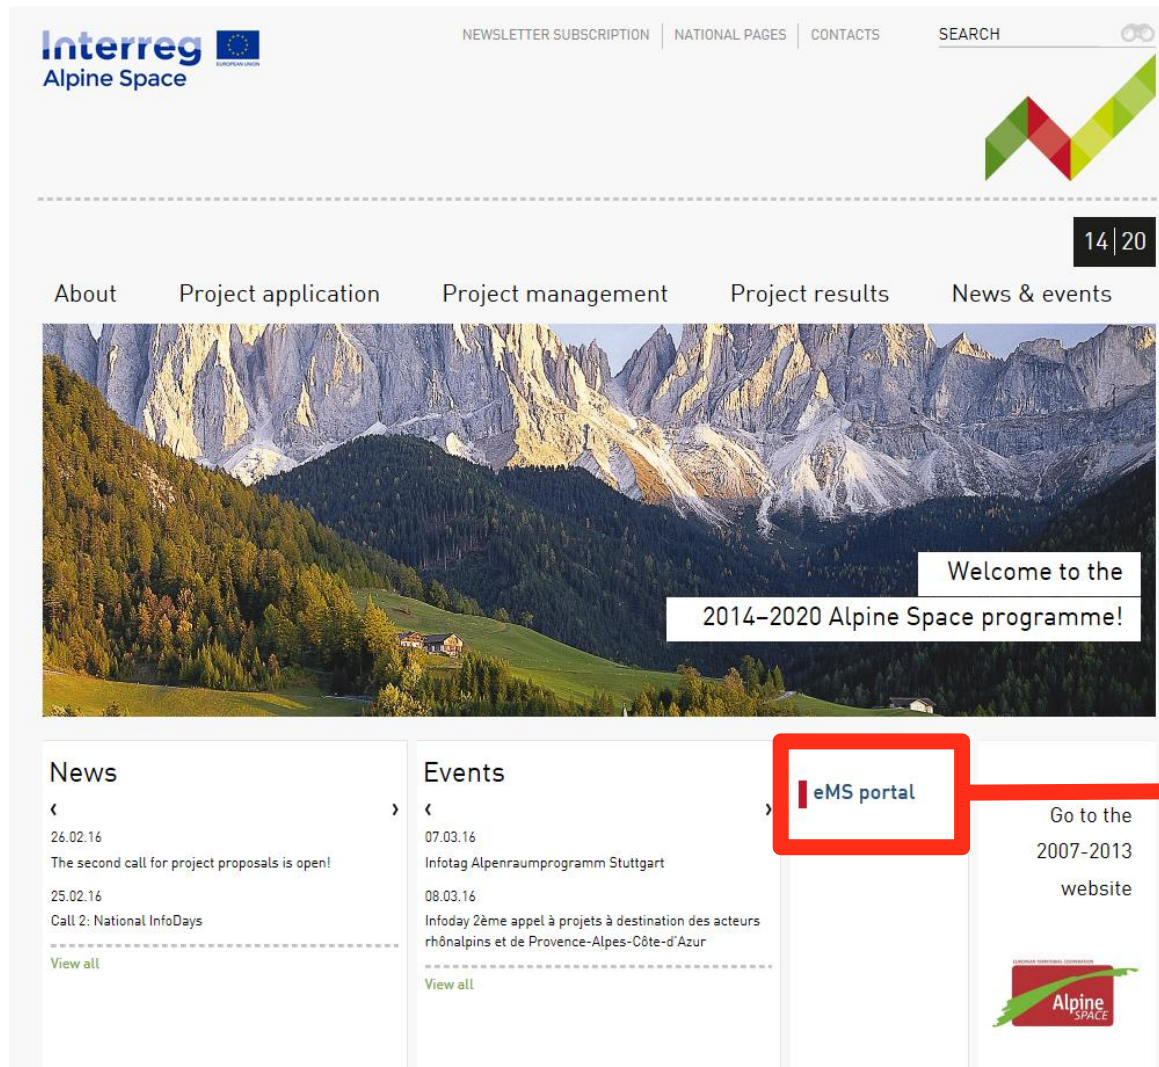 Interreg
EUROPEAN UNION
Alpine Space
NEWSLETTER SUBSCRIPTION
NATIONAL PAGES
CONTACTS
SEARCH
14 | 20
About
Project application
Project management
Project results
News & events
Welcome to the
2014–2020 Alpine Space programme!
News
‹ ›
26.02.16
The second call for project proposals is open!
25.02.16
Call 2: National InfoDays
View all
Events
‹ ›
07.03.16
Infotag Alpenraumprogramm Stuttgart
08.03.16
Infoday 2ème appel à projets à destination des acteurs
rhônalpins et de Provence-Alpes-Côte-d'Azur
View all
eMS portal
Go to the
2007-2013
website
EUROPEAN TERRITORIAL COOPERATION
Alpine
SPACE